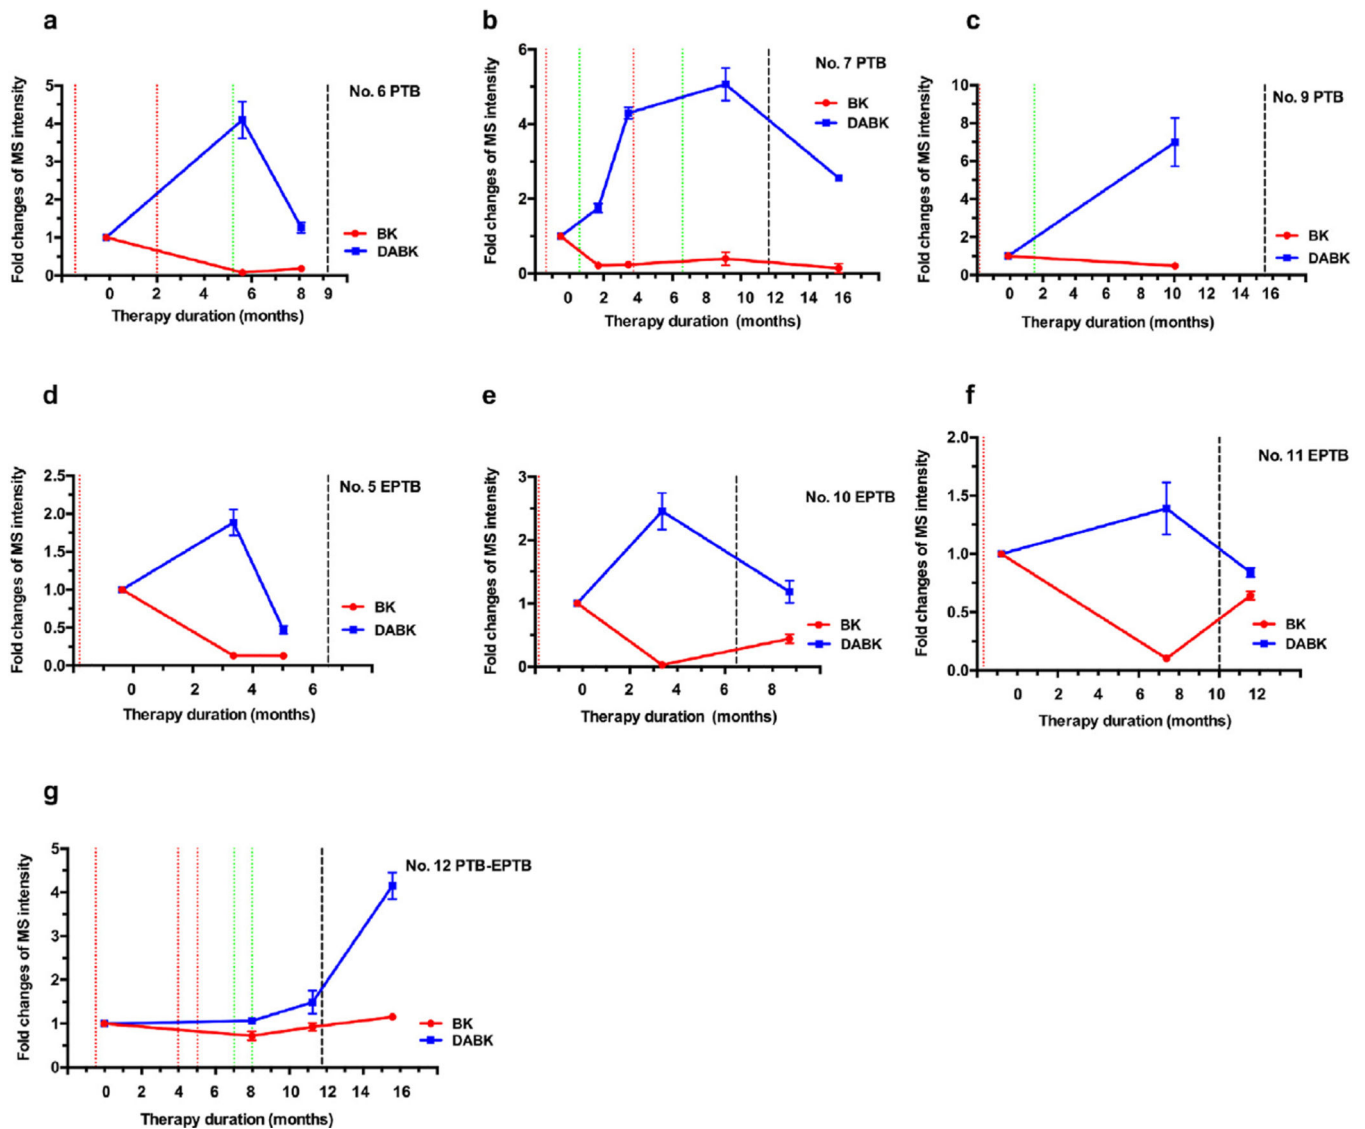 a
Fold changes of MS intensity
5
4
3
2
1
0
0 2 4 6 8 9
Therapy duration (months)
No. 6 PTB
BK
DABK
b
Fold changes of MS intensity
6
4
2
0
0 2 4 6 8 10 12 14 16
Therapy duration (months)
No. 7 PTB
BK
DABK
c
Fold changes of MS intensity
10
8
6
4
2
0
0 2 4 6 8 10 12 14 16
Therapy duration (months)
No. 9 PTB
BK
DABK
d
Fold changes of MS intensity
2.5
2.0
1.5
1.0
0.5
0.0
0 2 4 6
Therapy duration (months)
No. 5 EPTB
BK
DABK
e
Fold changes of MS intensity
3
2
1
0
0 2 4 6 8
Therapy duration (months)
No. 10 EPTB
BK
DABK
f
Fold changes of MS intensity
2.0
1.5
1.0
0.5
0.0
0 2 4 6 8 10 12
Therapy duration (months)
No. 11 EPTB
BK
DABK
g
Fold changes of MS intensity
5
4
3
2
1
0
0 2 4 6 8 10 12 14 16
Therapy duration (months)
No. 12 PTB-EPTB
BK
DABK